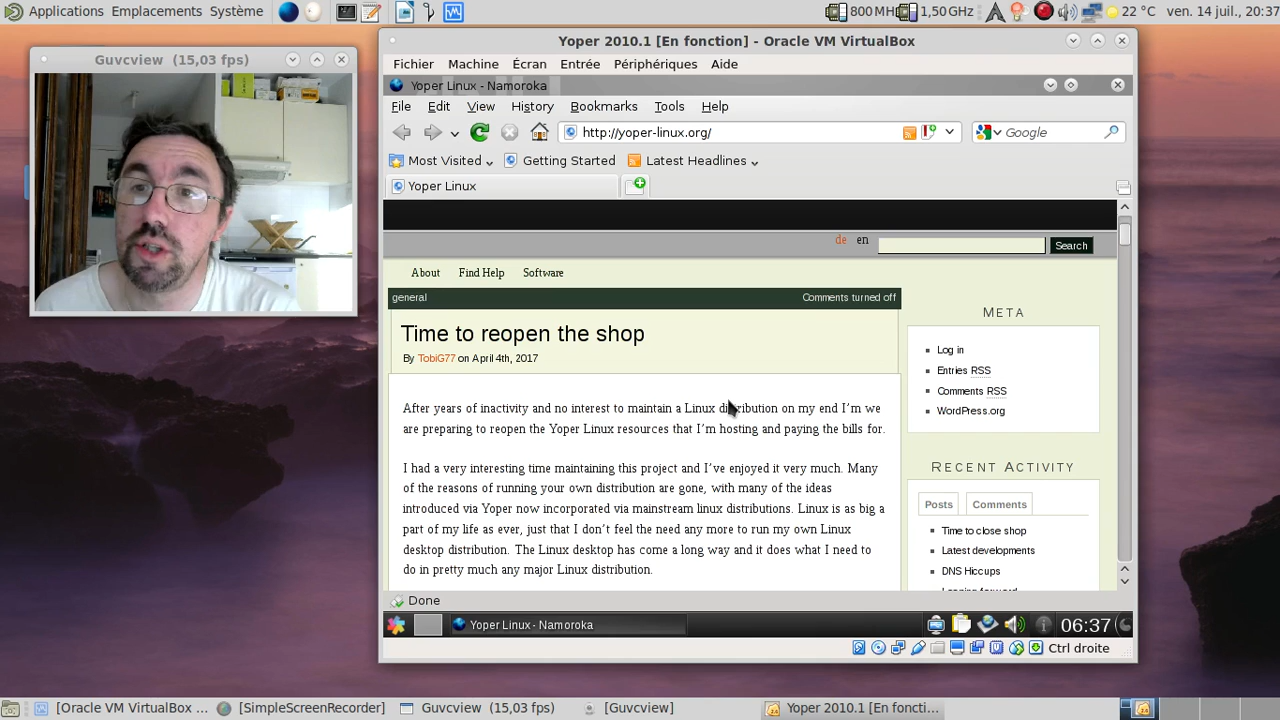 Applications Emplacements Système
800 MH 1,50 GHz 22 °C ven. 14 juil., 20:37
Guvcview (15,03 fps)
Yoper 2010.1 [En fonction] - Oracle VM VirtualBox
Fichier Machine Écran Entrée Périphériques Aide
Yoper Linux - Namoroka
File Edit View History Bookmarks Tools Help
http://yoper-linux.org/ Google
Most Visited Getting Started Latest Headlines
Yoper Linux
de en Search
About Find Help Software
general Comments turned off
Time to reopen the shop
By TobiG77 on April 4th, 2017
After years of inactivity and no interest to maintain a Linux distribution on my end I'm we
are preparing to reopen the Yoper Linux resources that I'm hosting and paying the bills for.
I had a very interesting time maintaining this project and I've enjoyed it very much. Many
of the reasons of running your own distribution are gone, with many of the ideas
introduced via Yoper now incorporated via mainstream linux distributions. Linux is as big a
part of my life as ever, just that I don't feel the need any more to run my own Linux
desktop distribution. The Linux desktop has come a long way and it does what I need to
do in pretty much any major Linux distribution.
META
Log in
Entries RSS
Comments RSS
WordPress.org
RECENT ACTIVITY
Posts Comments
Time to close shop
Latest developments
DNS Hiccups
Done
Yoper Linux - Namoroka 06:37
Ctrl droite
[Oracle VM VirtualBox ... [SimpleScreenRecorder] Guvcview (15,03 fps) [Guvcview] Yoper 2010.1 [En foncti...